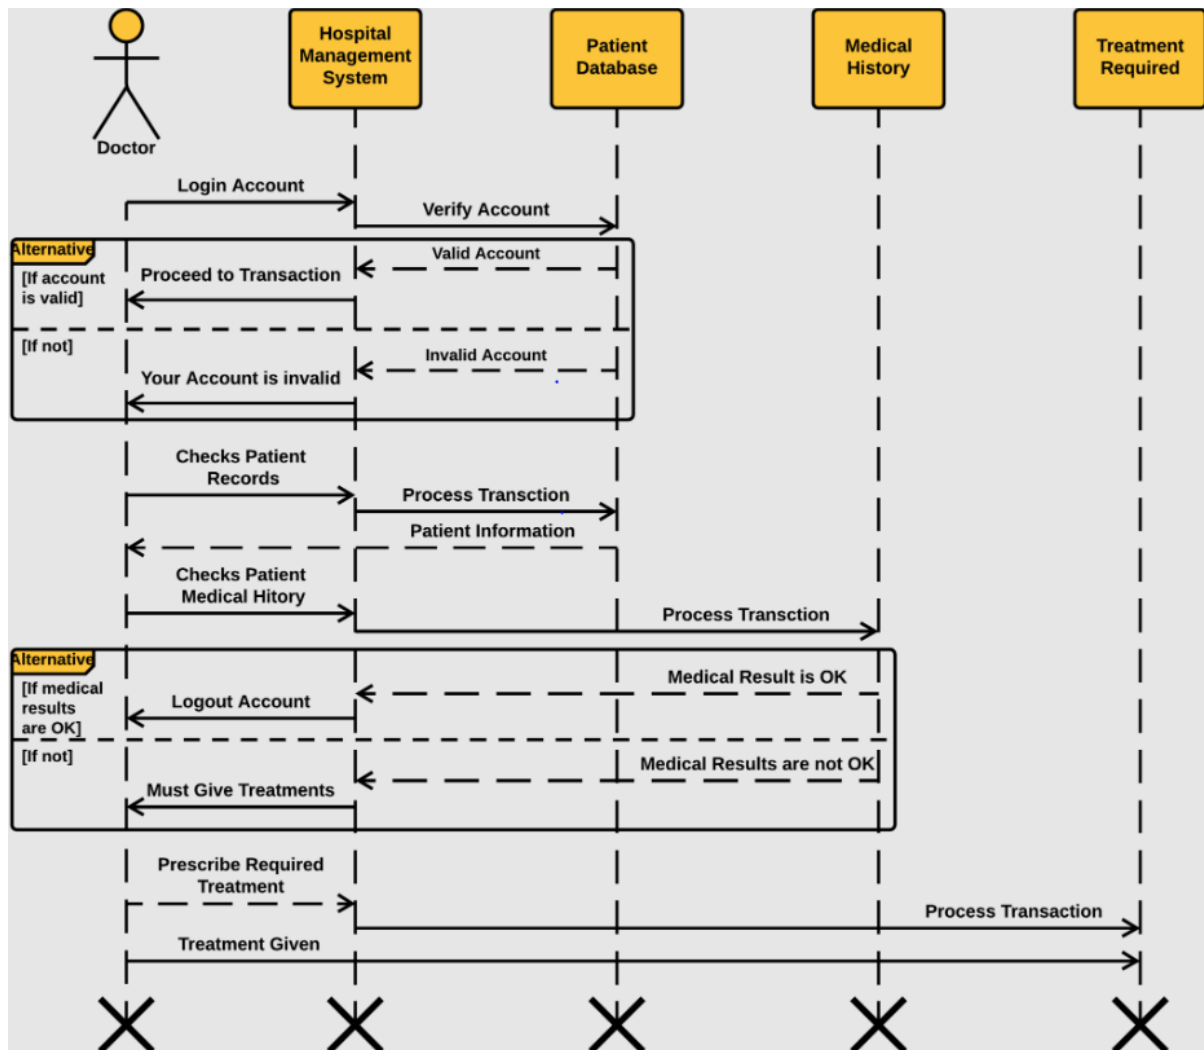 Hospital
Management
System
Patient
Database
Medical
History
Treatment
Required
Doctor
Login Account
Verify Account
Alternative
Valid Account
[If account
is valid]
Proceed to Transaction
[If not]
Invalid Account
Your Account is invalid
Checks Patient
Records
Process Transction
Patient Information
Checks Patient
Medical Hitory
Process Transction
Alternative
[If medical
results
are OK]
Medical Result is OK
Logout Account
[If not]
Medical Results are not OK
Must Give Treatments
Prescribe Required
Treatment
Process Transaction
Treatment Given